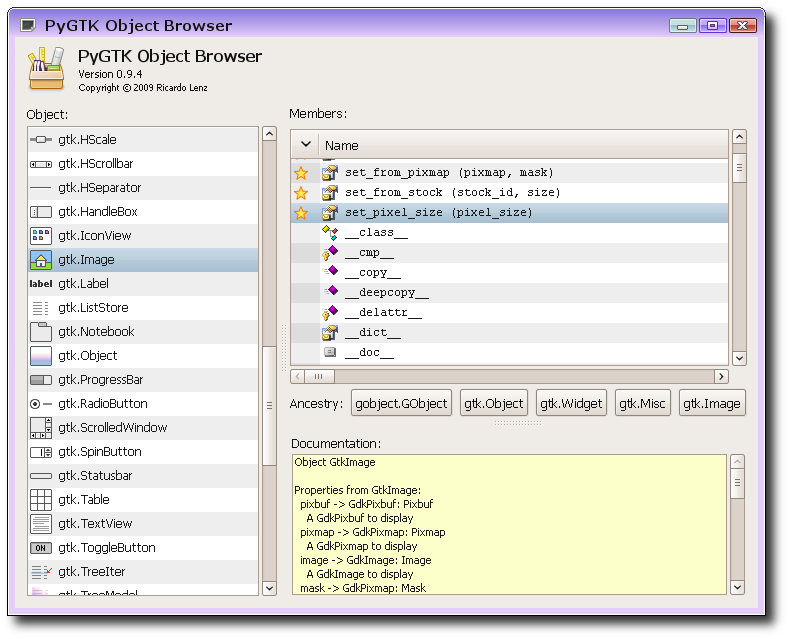 PyGTK Object Browser
PyGTK Object Browser
Version 0.9.4
Copyright © 2009 Ricardo Lenz
Object:
gtk.HScale
gtk.HScrollbar
gtk.HSeparator
gtk.HandleBox
gtk.IconView
gtk.Image
label gtk.Label
gtk.ListStore
gtk.Notebook
gtk.Object
gtk.ProgressBar
gtk.RadioButton
gtk.ScrolledWindow
gtk.SpinButton
gtk.Statusbar
gtk.Table
gtk.TextView
ON gtk.ToggleButton
gtk.TreeIter
gtk.TreeModel
Members:
Name
set_from_pixmap (pixmap, mask)
set_from_stock (stock_id, size)
set_pixel_size (pixel_size)
__class__
__cmp__
__copy__
__deepcopy__
__delattr__
__dict__
__doc__
Ancestry: gobject.GObject gtk.Object gtk.Widget gtk.Misc gtk.Image
Documentation:
Object GtkImage
Properties from GtkImage:
pixbuf -> GdkPixbuf: Pixbuf
A GdkPixbuf to display
pixmap -> GdkPixmap: Pixmap
A GdkPixmap to display
image -> GdkImage: Image
A GdkImage to display
mask -> GdkPixmap: Mask